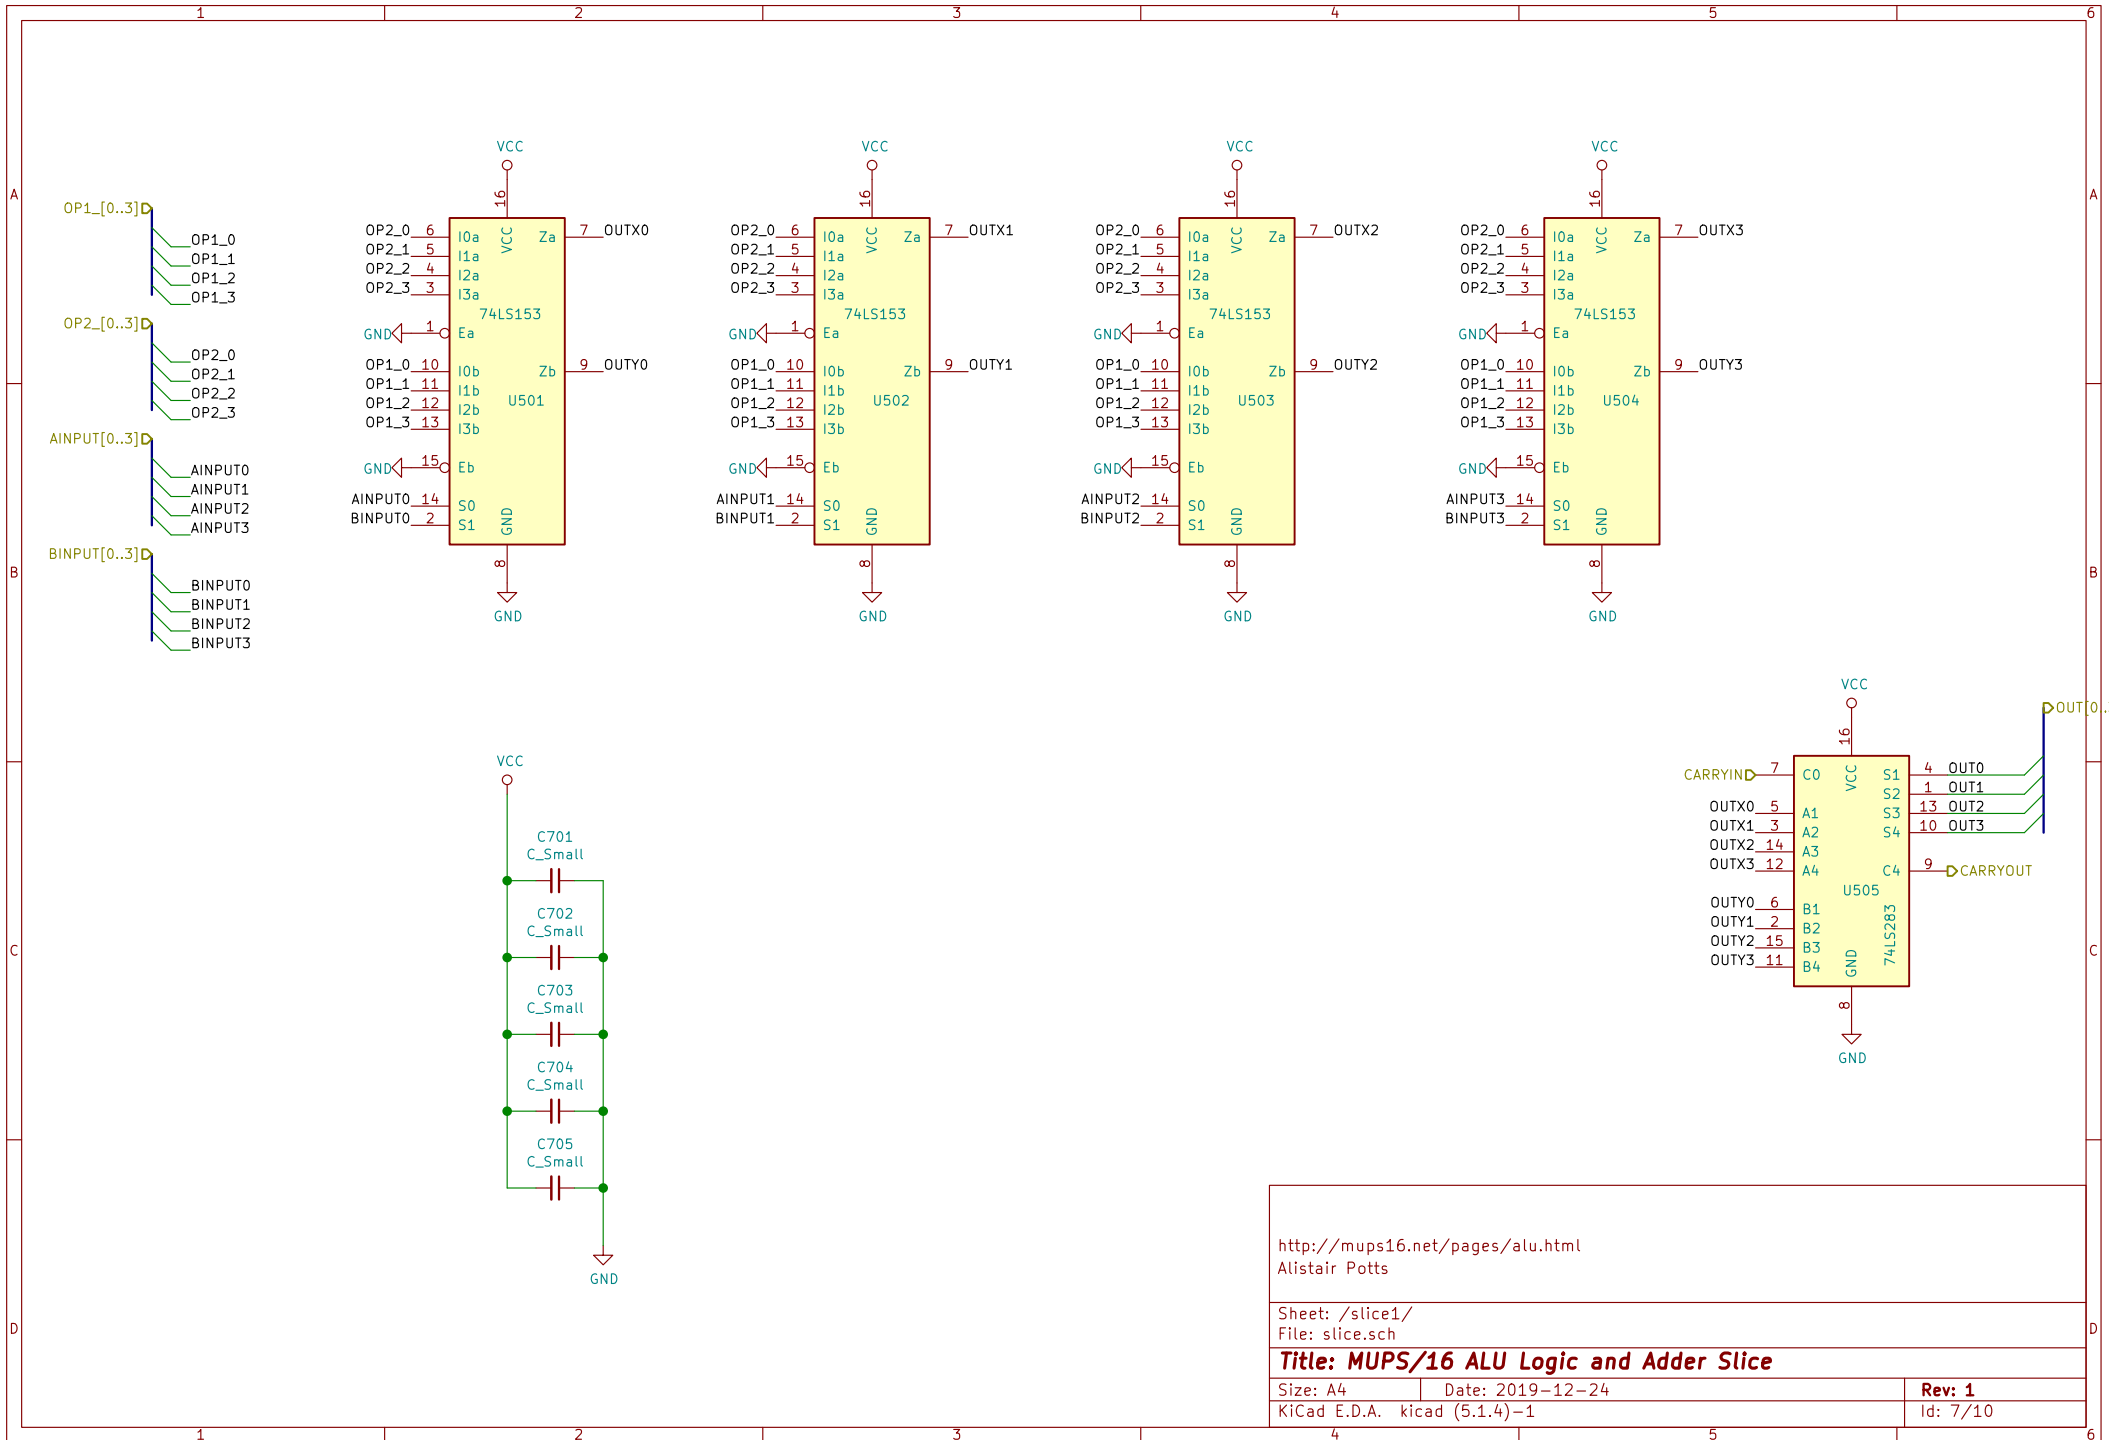 1 2 3 4 5 6
A A
B B
C C
D D
1 2 3 4 5 6
OP1_[0..3]
OP1_0
OP1_1
OP1_2
OP1_3
OP2_[0..3]
OP2_0
OP2_1
OP2_2
OP2_3
AINPUT[0..3]
AINPUT0
AINPUT1
AINPUT2
AINPUT3
BINPUT[0..3]
BINPUT0
BINPUT1
BINPUT2
BINPUT3
VCC
16
OP2_0 6 I0a VCC Za 7 OUTX0
OP2_1 5 I1a
OP2_2 4 I2a
OP2_3 3 I3a
74LS153
GND 1 Ea
OP1_0 10 I0b Zb 9 OUTY0
OP1_1 11 I1b
U501
OP1_2 12 I2b
OP1_3 13 I3b
GND 15 Eb
AINPUT0 14 S0
BINPUT0 2 S1 GND
8
GND
VCC
16
OP2_0 6 I0a VCC Za 7 OUTX1
OP2_1 5 I1a
OP2_2 4 I2a
OP2_3 3 I3a
74LS153
GND 1 Ea
OP1_0 10 I0b Zb 9 OUTY1
OP1_1 11 I1b
U502
OP1_2 12 I2b
OP1_3 13 I3b
GND 15 Eb
AINPUT1 14 S0
BINPUT1 2 S1 GND
8
GND
VCC
16
OP2_0 6 I0a VCC Za 7 OUTX2
OP2_1 5 I1a
OP2_2 4 I2a
OP2_3 3 I3a
74LS153
GND 1 Ea
OP1_0 10 I0b Zb 9 OUTY2
OP1_1 11 I1b
U503
OP1_2 12 I2b
OP1_3 13 I3b
GND 15 Eb
AINPUT2 14 S0
BINPUT2 2 S1 GND
8
GND
VCC
16
OP2_0 6 I0a VCC Za 7 OUTX3
OP2_1 5 I1a
OP2_2 4 I2a
OP2_3 3 I3a
74LS153
GND 1 Ea
OP1_0 10 I0b Zb 9 OUTY3
OP1_1 11 I1b
U504
OP1_2 12 I2b
OP1_3 13 I3b
GND 15 Eb
AINPUT3 14 S0
BINPUT3 2 S1 GND
8
GND
VCC
C701
C_Small
C702
C_Small
C703
C_Small
C704
C_Small
C705
C_Small
GND
VCC
OUT[0..
16
CARRYIN 7 C0 VCC S1 4 OUT0
S2 1 OUT1
OUTX0 5 A1 S3 13 OUT2
OUTX1 3 A2 S4 10 OUT3
OUTX2 14 A3
OUTX3 12 A4 C4 9 CARRYOUT
U505
OUTY0 6 B1
OUTY1 2 B2
OUTY2 15 B3
OUTY3 11 B4
GND 74LS283
8
GND
http://mups16.net/pages/alu.html
Alistair Potts
Sheet: /slice1/
File: slice.sch
Title: MUPS/16 ALU Logic and Adder Slice
Size: A4 Date: 2019-12-24 Rev: 1
KiCad E.D.A. kicad (5.1.4)-1 Id: 7/10